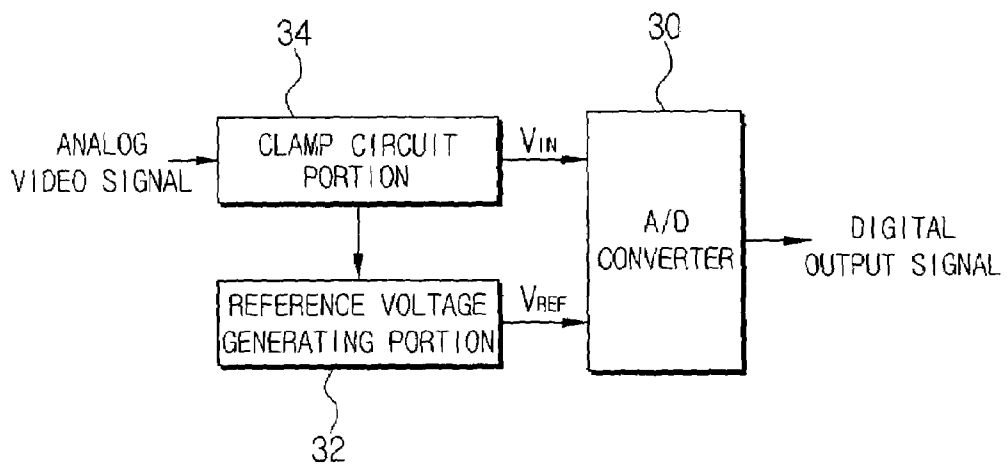 34
30
ANALOG
VIDEO SIGNAL
CLAMP CIRCUIT
PORTION
VIN
A/D
CONVERTER
DIGITAL
OUTPUT SIGNAL
REFERENCE VOLTAGE
GENERATING PORTION
VREF
32